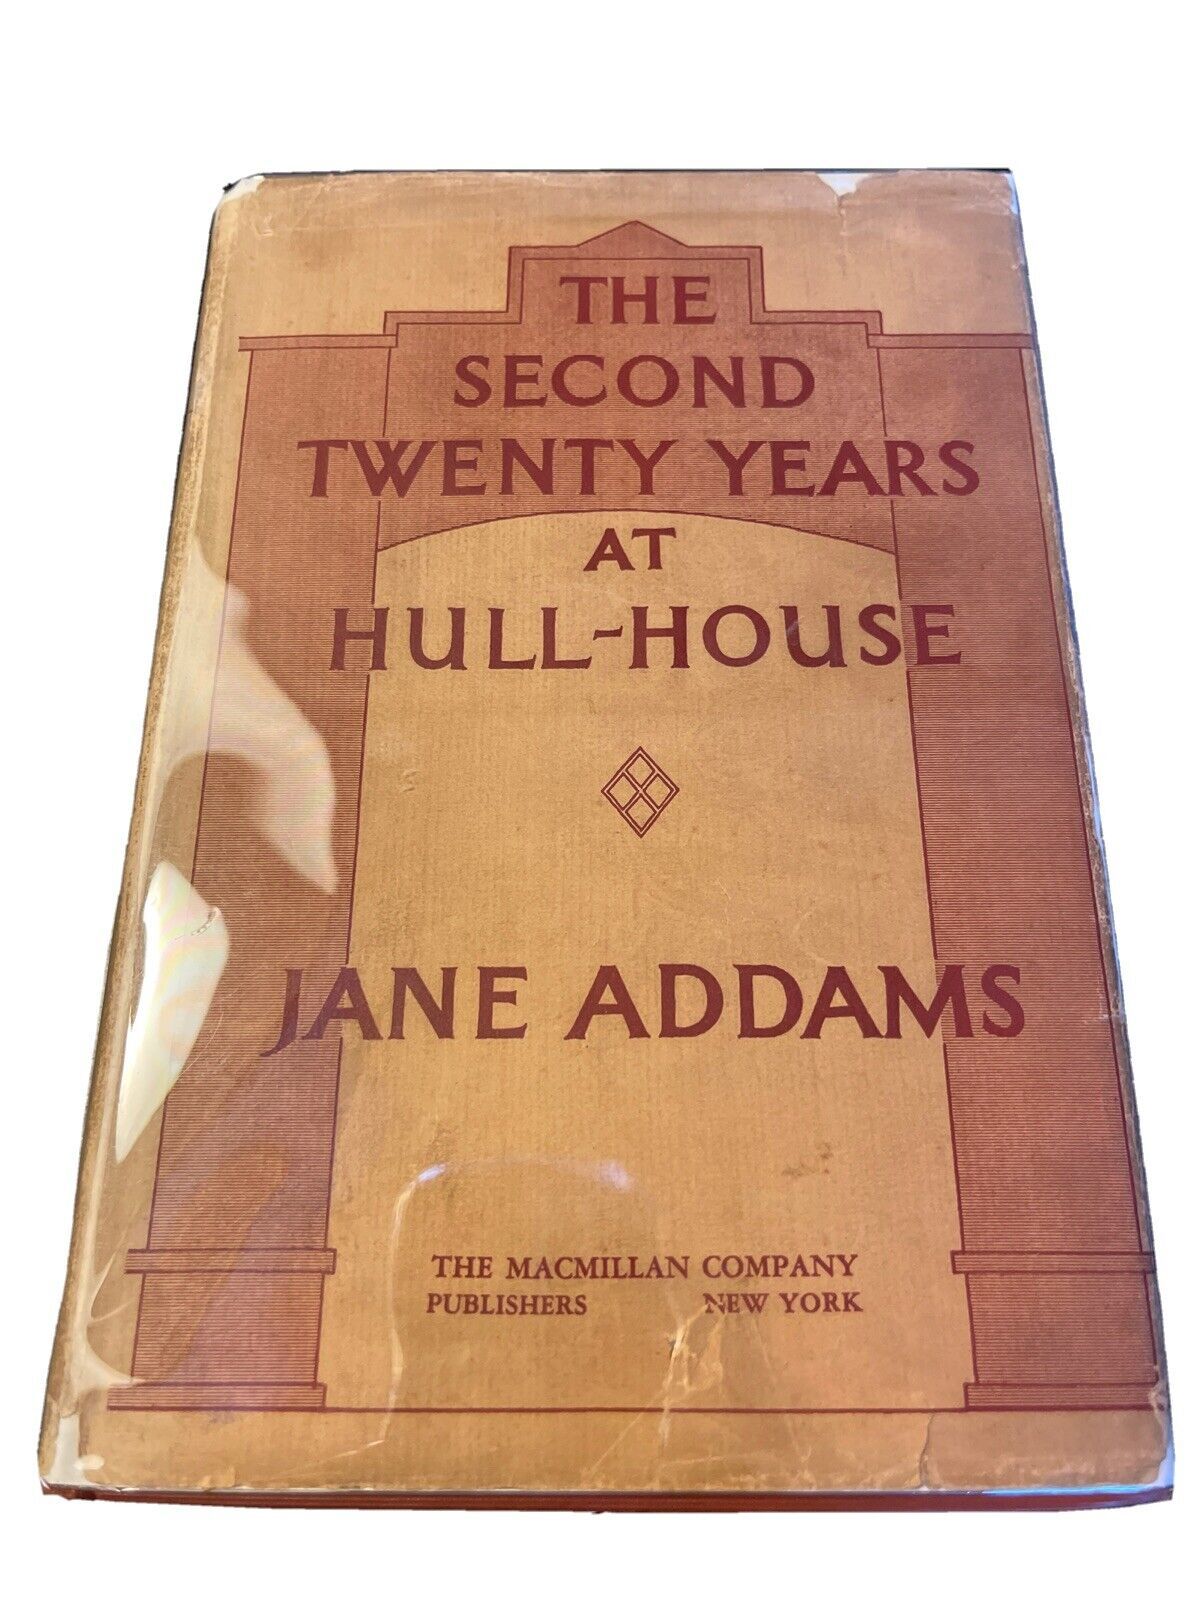 THE
SECOND
TWENTY YEARS
AT
HULL-HOUSE
JANE ADDAMS
THE MACMILLAN COMPANY
PUBLISHERS NEW YORK